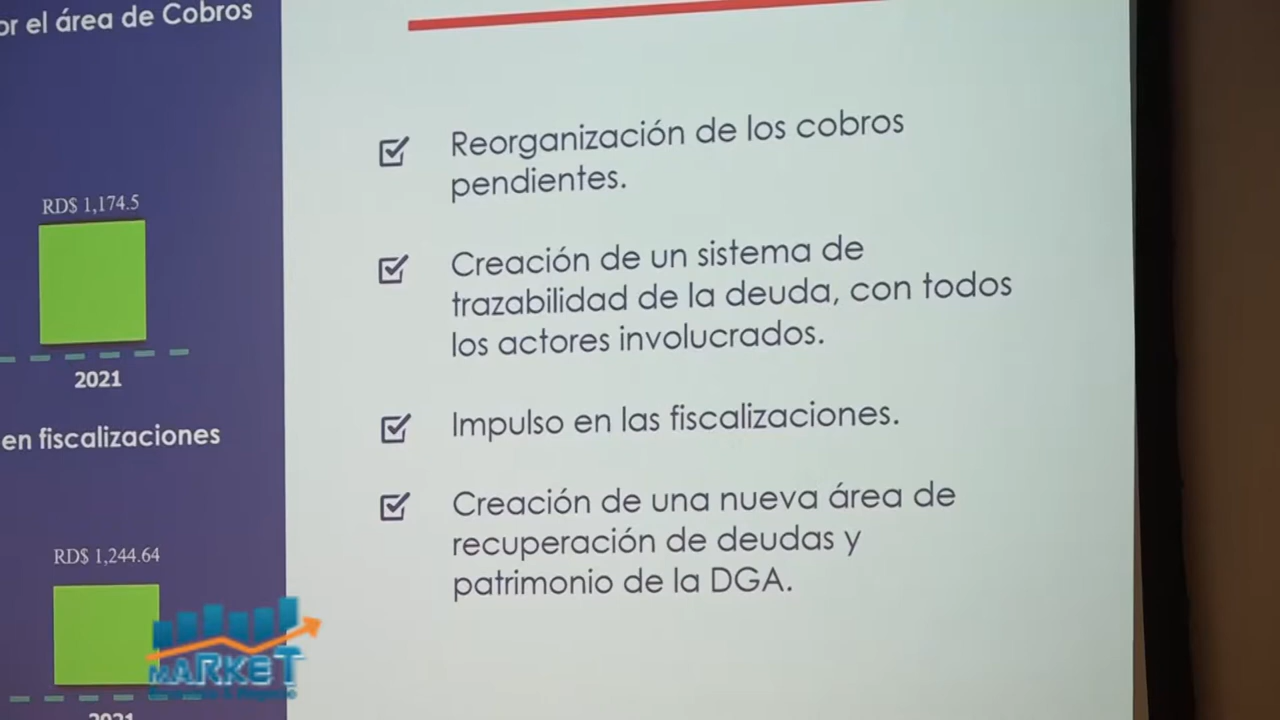 or el área de Cobros
RD$ 1,174.5
2021
en fiscalizaciones
RD$ 1,244.64
2021
Reorganización de los cobros
pendientes.
Creación de un sistema de
trazabilidad de la deuda, con todos
los actores involucrados.
Impulso en las fiscalizaciones.
Creación de una nueva área de
recuperación de deudas y
patrimonio de la DGA.
MARKET